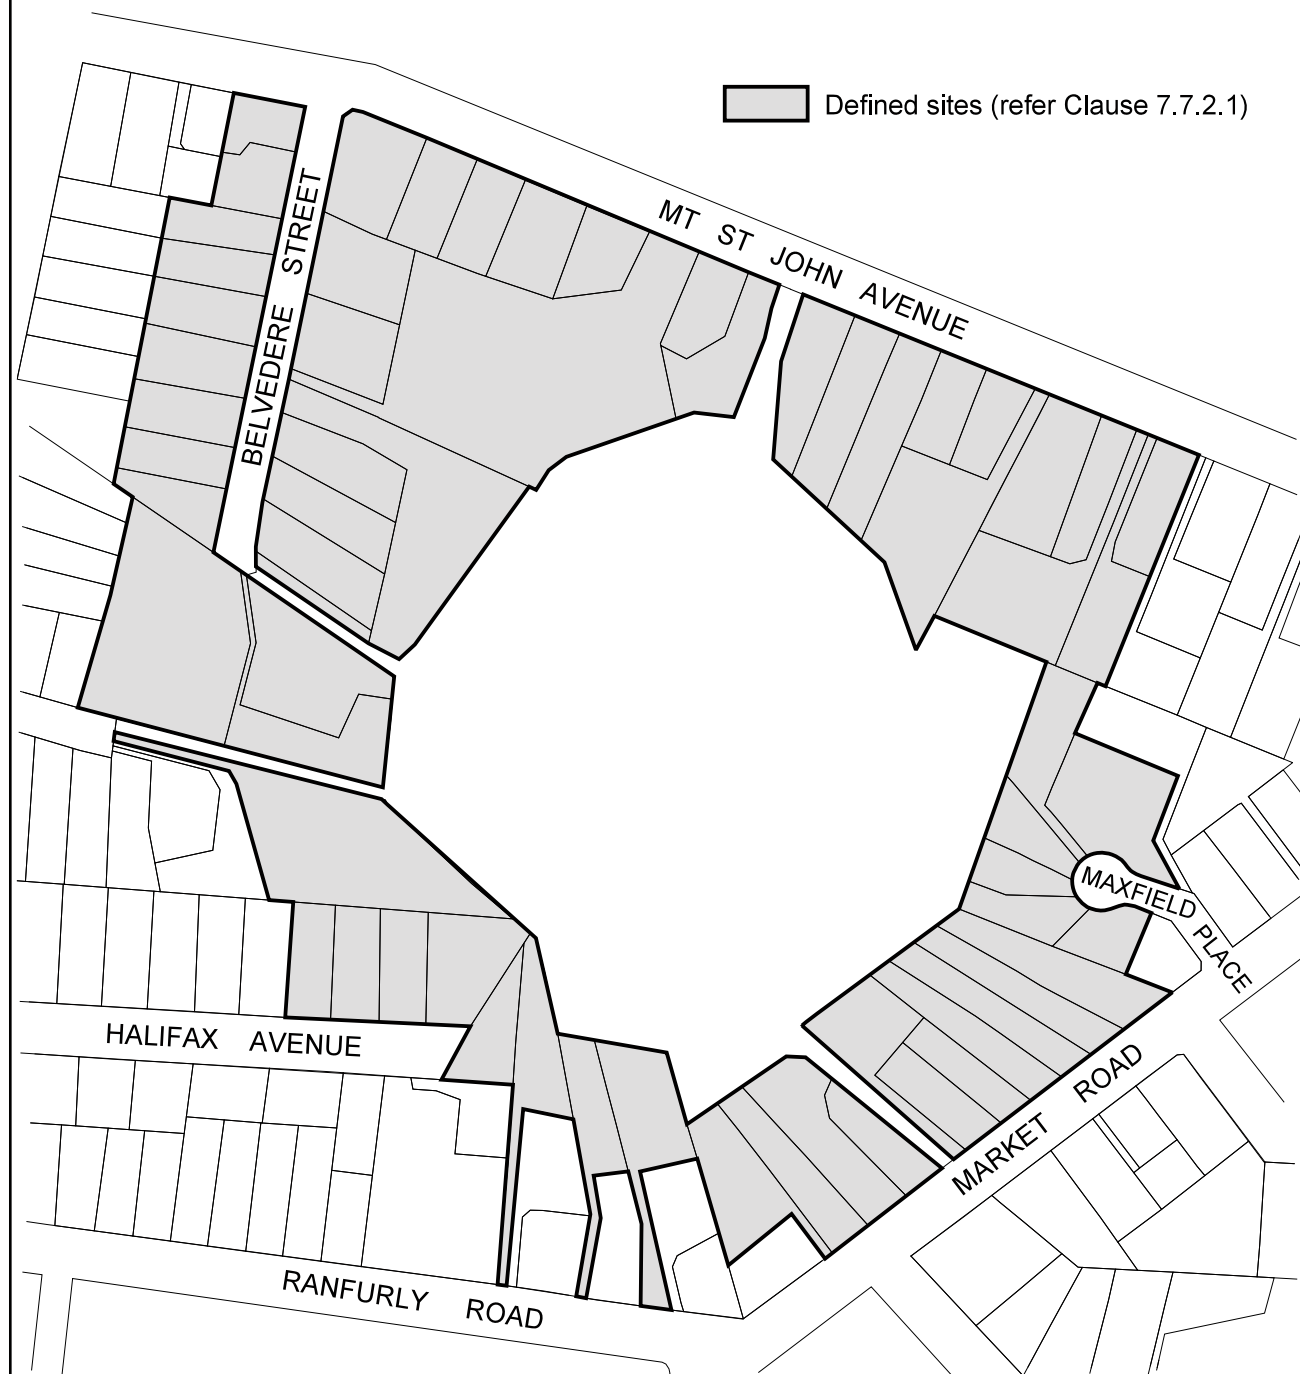 Defined sites (refer Clause 7.7.2.1)
MT ST JOHN AVENUE
BELVEDERE STREET
MAXFIELD PLACE
HALIFAX AVENUE
MARKET ROAD
RANFURLY ROAD